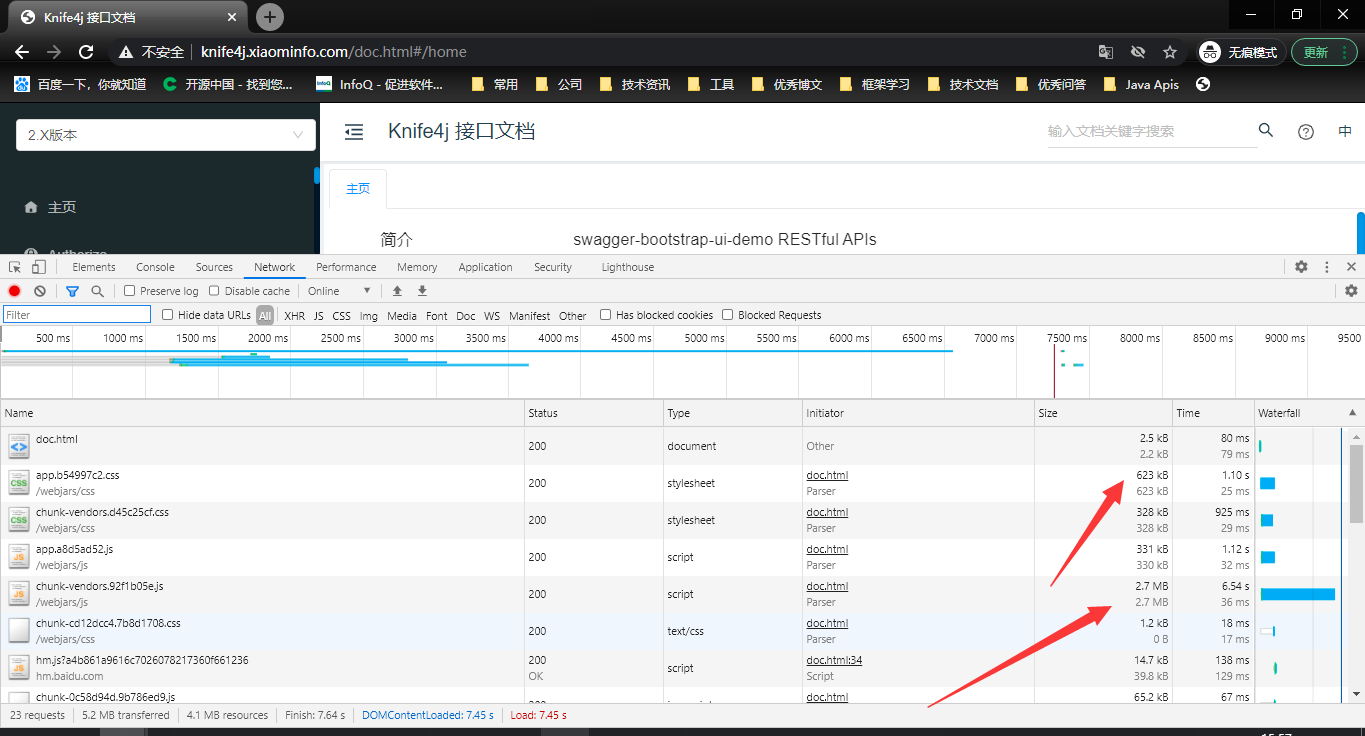 Knife4j 接口文档
不安全 knife4j.xiaominfo.com/doc.html#/home 无痕模式 更新
百度一下，你就知道 开源中国 - 找到您... InfoQ - 促进软件... 常用 公司 技术资讯 工具 优秀博文 框架学习 技术文档 优秀问答 Java Apis
2.X版本 Knife4j 接口文档 输入文档关键字搜索 中
主页
主页
简介 swagger-bootstrap-ui-demo RESTful APIs
Authorize
Elements Console Sources Network Performance Memory Application Security Lighthouse
Preserve log Disable cache Online
Filter Hide data URLs All XHR JS CSS Img Media Font Doc WS Manifest Other Has blocked cookies Blocked Requests
500 ms 1000 ms 1500 ms 2000 ms 2500 ms 3000 ms 3500 ms 4000 ms 4500 ms 5000 ms 5500 ms 6000 ms 6500 ms 7000 ms 7500 ms 8000 ms 8500 ms 9000 ms 9500
Name Status Type Initiator Size Time Waterfall
doc.html 200 document Other 2.5 kB 80 ms
2.2 kB 79 ms
app.b54997c2.css 200 stylesheet doc.html 623 kB 1.10 s
/webjars/css Parser 623 kB 25 ms
chunk-vendors.d45c25cf.css 200 stylesheet doc.html 328 kB 925 ms
/webjars/css Parser 328 kB 29 ms
app.a8d5ad52.js 200 script doc.html 331 kB 1.12 s
/webjars/js Parser 330 kB 32 ms
chunk-vendors.92f1b05e.js 200 script doc.html 2.7 MB 6.54 s
/webjars/js Parser 2.7 MB 36 ms
chunk-cd12dcc4.7b8d1708.css 200 text/css doc.html 1.2 kB 18 ms
/webjars/css Parser 0 B 17 ms
hm.js?a4b861a9616c7026078217360f661236 200 script doc.html:34 14.7 kB 138 ms
hm.baidu.com OK Script 39.8 kB 129 ms
chunk-0c58d94d.9b786ed9.js doc.html 65.2 kB 67 ms
23 requests 5.2 MB transferred 4.1 MB resources Finish: 7.64 s DOMContentLoaded: 7.45 s Load: 7.45 s